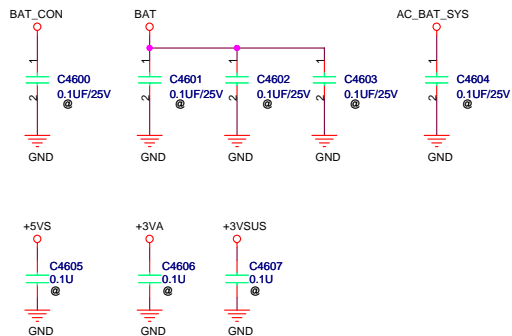 BAT_CON
BAT
AC_BAT_SYS
1
2
C4600
0.1UF/25V
@
1
2
C4601
0.1UF/25V
@
1
2
C4602
0.1UF/25V
@
1
2
C4603
0.1UF/25V
@
1
2
C4604
0.1UF/25V
@
GND
GND
GND
GND
GND
+5VS
+3VA
+3VSUS
C4605
0.1U
@
C4606
0.1U
@
C4607
0.1U
@
GND
GND
GND